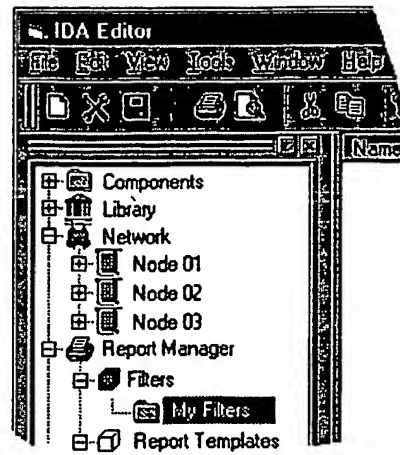 IDA Editor
File Edit View Tools Window Help
Name
Components
Library
Network
Node 01
Node 02
Node 03
Report Manager
Filters
My Filters
Report Templates